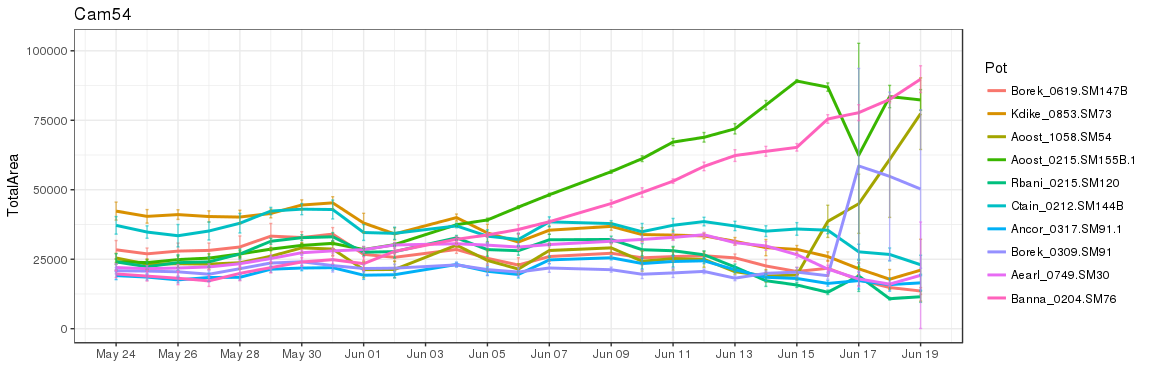 Cam54
TotalArea
100000
75000
50000
25000
0
May 24 May 26 May 28 May 30 Jun 01 Jun 03 Jun 05 Jun 07 Jun 09 Jun 11 Jun 13 Jun 15 Jun 17 Jun 19
Pot
Borek_0619.SM147B
Kdike_0853.SM73
Aoost_1058.SM54
Aoost_0215.SM155B.1
Rbani_0215.SM120
Ctain_0212.SM144B
Ancor_0317.SM91.1
Borek_0309.SM91
Aearl_0749.SM30
Banna_0204.SM76